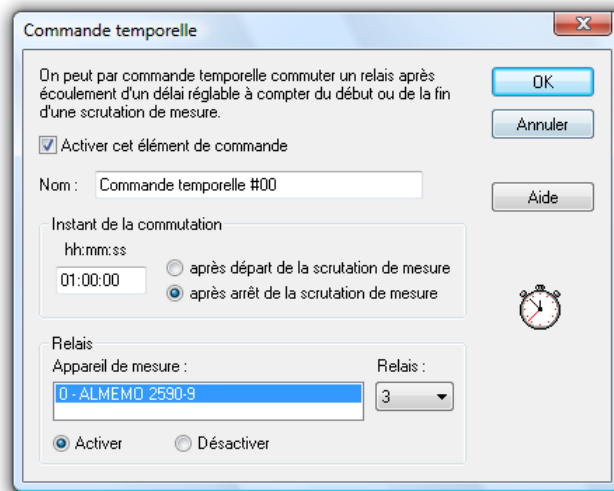 Commande temporelle
On peut par commande temporelle commuter un relais après
écoulement d'un délai réglable à compter du début ou de la fin
d'une scrutation de mesure.
OK
Annuler
Activer cet élément de commande
Nom :
Commande temporelle #00
Aide
Instant de la commutation
hh:mm:ss
01:00:00
après départ de la scrutation de mesure
après arrêt de la scrutation de mesure
Relais
Appareil de mesure :
Relais :
0 - ALMEMO 2590-9
3
Activer
Désactiver